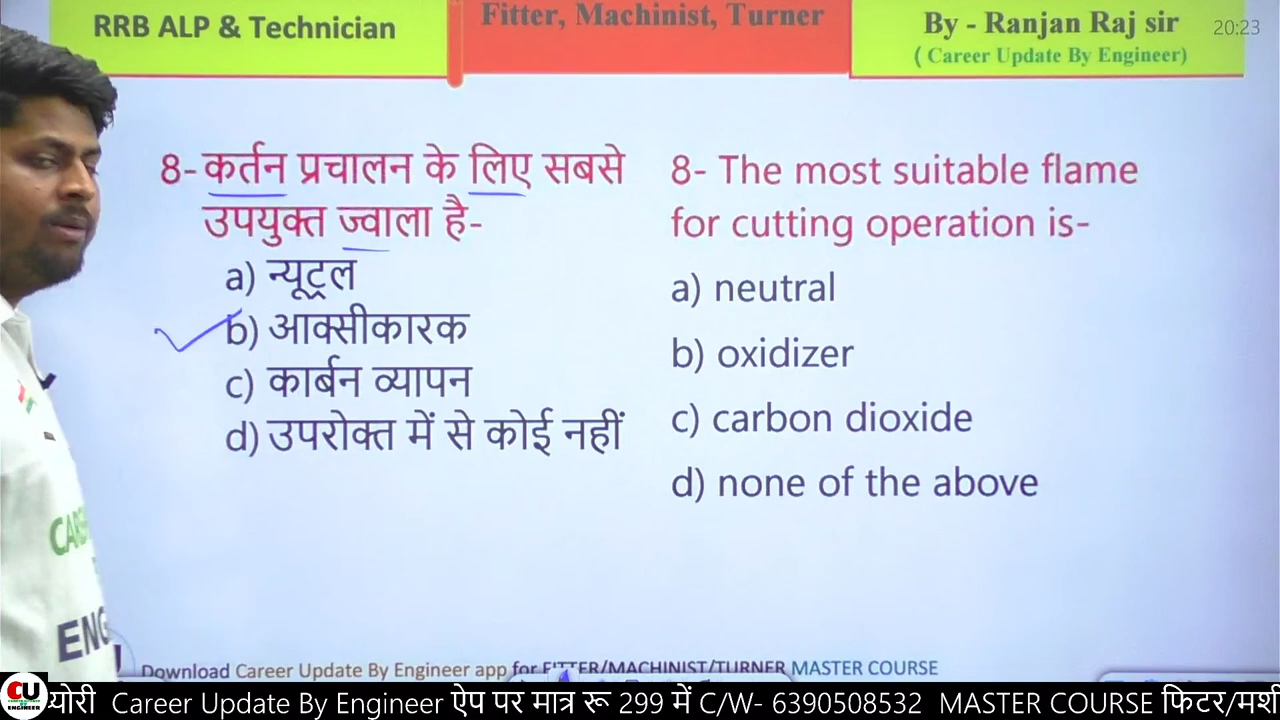 RRB ALP & Technician
Fitter, Machinist, Turner
By - Ranjan Raj sir
( Career Update By Engineer)
20:23
8- कर्तन प्रचालन के लिए सबसे
उपयुक्त ज्वाला है-
a) न्यूट्रल
b) आक्सीकारक
c) कार्बन व्यापन
d) उपरोक्त में से कोई नहीं
8- The most suitable flame
for cutting operation is-
a) neutral
b) oxidizer
c) carbon dioxide
d) none of the above
Download Career Update By Engineer app for FITTER/MACHINIST/TURNER MASTER COURSE
CU
ENGINEER
Career Update By Engineer ऐप पर मात्र रू 299 में C/W- 6390508532 MASTER COURSE फिटर/मशी